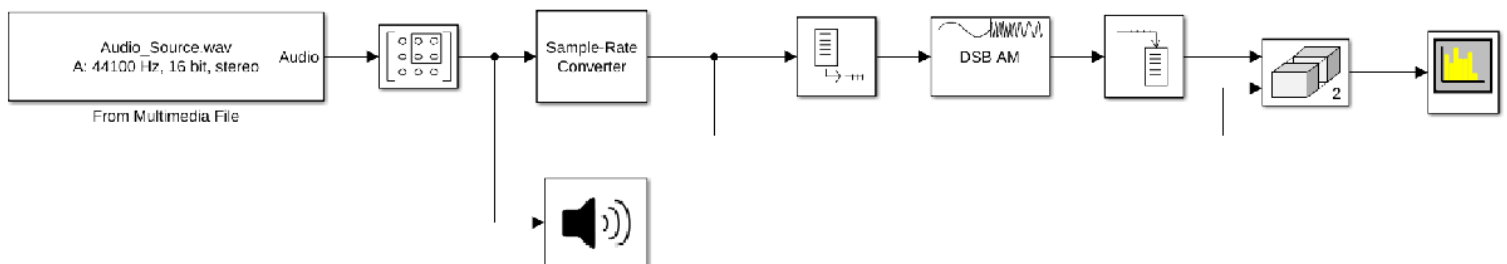 Audio_Source.wav
A: 44100 Hz, 16 bit, stereo
Audio
From Multimedia File
Sample-Rate
Converter
DSB AM
2